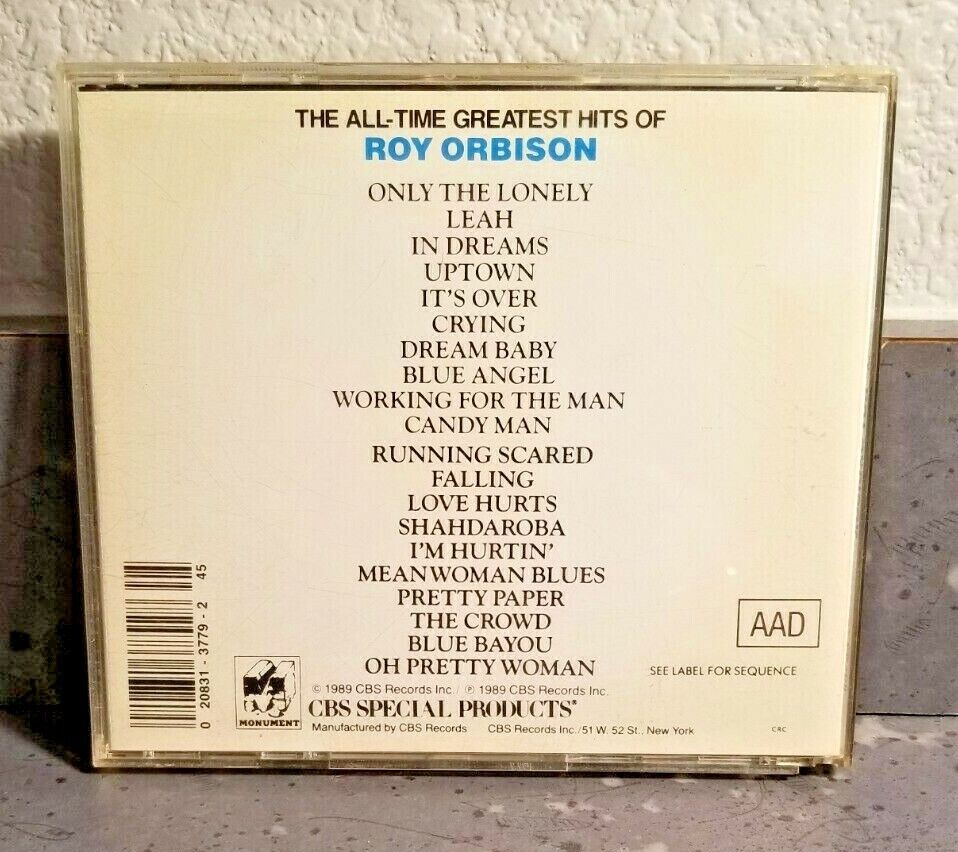 THE ALL-TIME GREATEST HITS OF
ROY ORBISON
ONLY THE LONELY
LEAH
IN DREAMS
UPTOWN
IT'S OVER
CRYING
DREAM BABY
BLUE ANGEL
WORKING FOR THE MAN
CANDY MAN
RUNNING SCARED
FALLING
LOVE HURTS
SHAHDAROBA
I'M HURTIN'
MEANWOMAN BLUES
PRETTY PAPER
THE CROWD
BLUE BAYOU
OH PRETTY WOMAN
0 20831 - 3779 - 2 45
AAD
SEE LABEL FOR SEQUENCE
MONUMENT
© 1989 CBS Records Inc / ℗ 1989 CBS Records Inc.
CBS SPECIAL PRODUCTS®
Manufactured by CBS Records CBS Records Inc./51 W. 52 St., New York
CRC